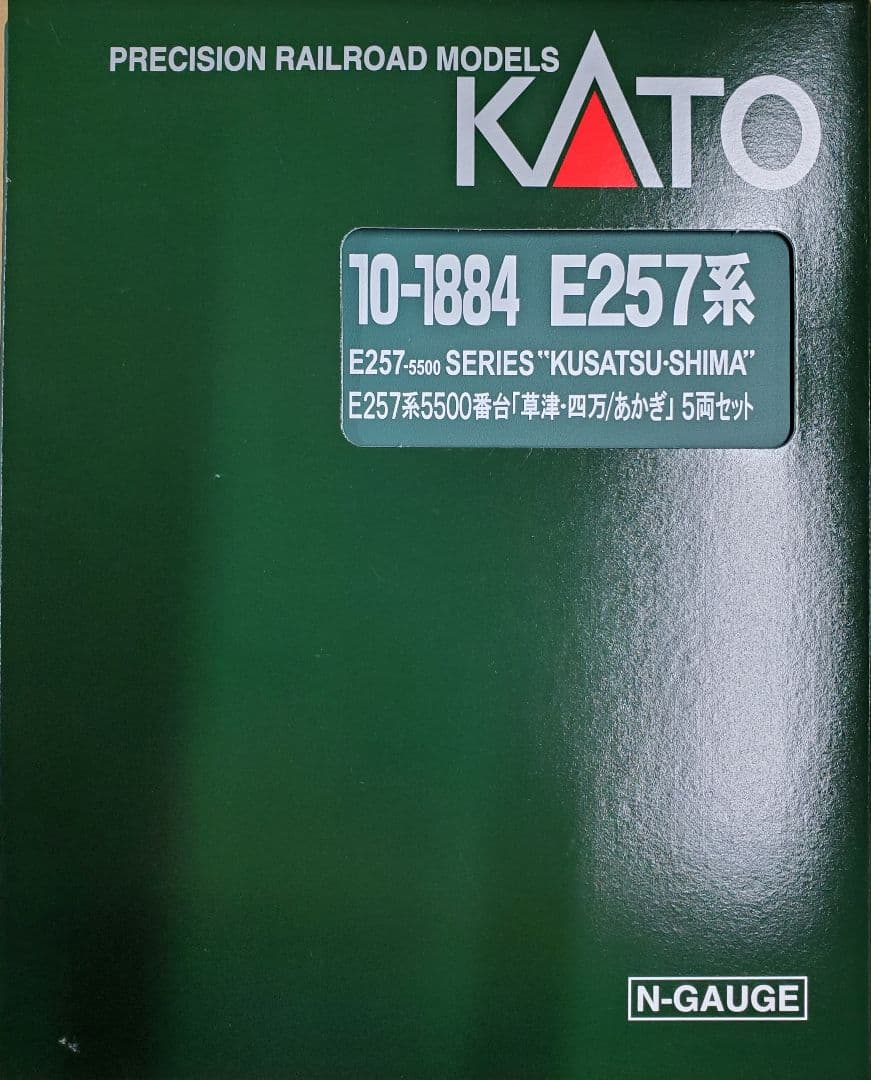 PRECISION RAILROAD MODELS
KATO
10-1884 E257系
E257-5500 SERIES "KUSATSU･SHIMA"
E257系5500番台｢草津･四万/あかぎ｣ 5両セット
N-GAUGE